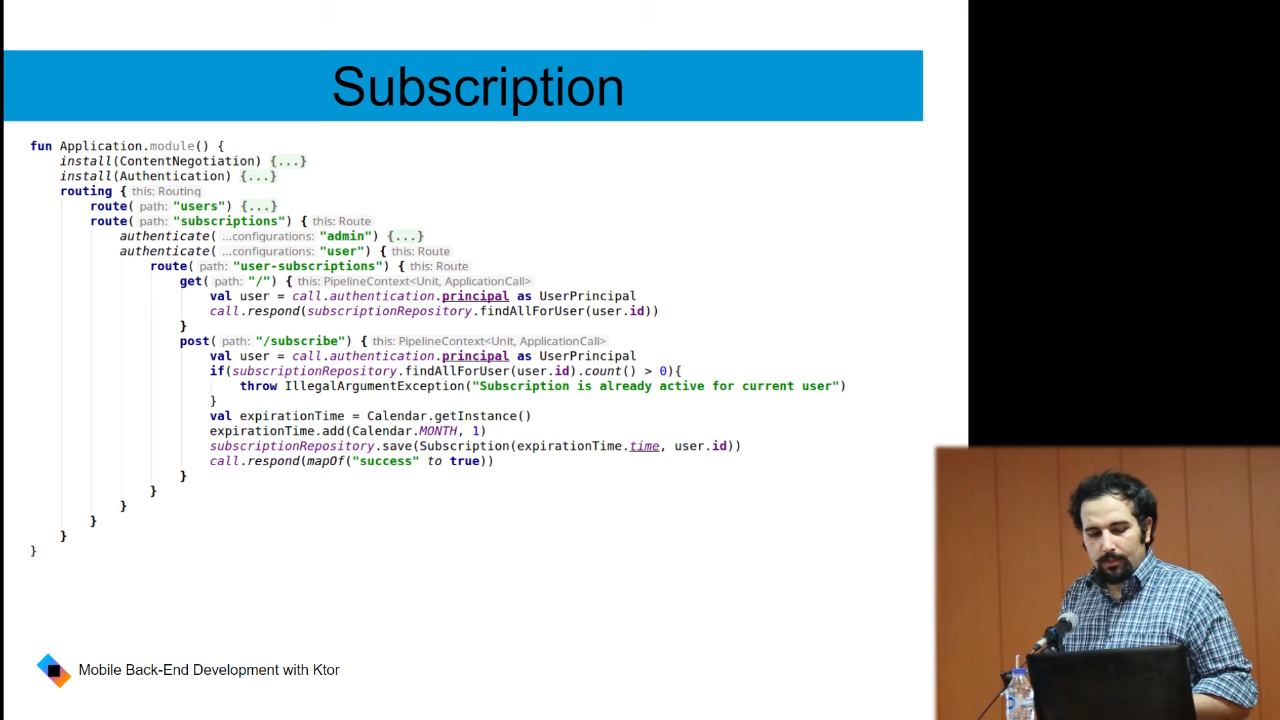 Subscription
fun Application.module() {
install(ContentNegotiation) {...}
install(Authentication) {...}
routing { this: Routing
route( path: "users") {...}
route( path: "subscriptions") { this: Route
authenticate( ...configurations: "admin") {...}
authenticate( ...configurations: "user") { this: Route
route( path: "user-subscriptions") { this: Route
get( path: "/") { this: PipelineContext<Unit, ApplicationCall>
val user = call.authentication.principal as UserPrincipal
call.respond(subscriptionRepository.findAllForUser(user.id))
}
post( path: "/subscribe") { this: PipelineContext<Unit, ApplicationCall>
val user = call.authentication.principal as UserPrincipal
if(subscriptionRepository.findAllForUser(user.id).count() > 0){
throw IllegalArgumentException("Subscription is already active for current user")
}
val expirationTime = Calendar.getInstance()
expirationTime.add(Calendar.MONTH, 1)
subscriptionRepository.save(Subscription(expirationTime.time, user.id))
call.respond(mapOf("success" to true))
}
}
}
}
}
}
Mobile Back-End Development with Ktor